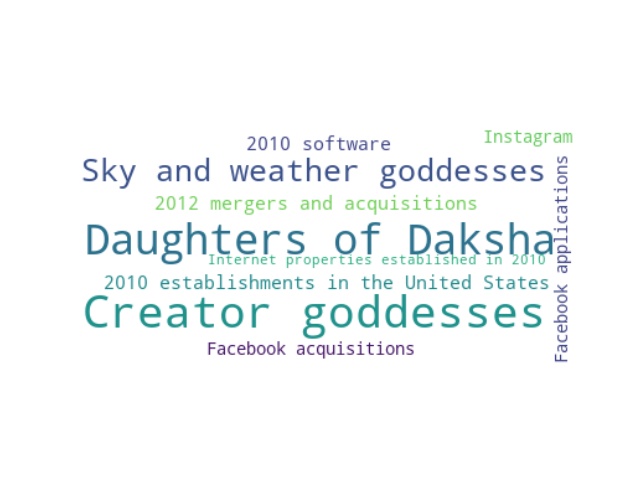 Instagram
2010 software
Sky and weather goddesses
2012 mergers and acquisitions
Daughters of Daksha
Internet properties established in 2010
2010 establishments in the United States
Creator goddesses
Facebook acquisitions
Facebook applications